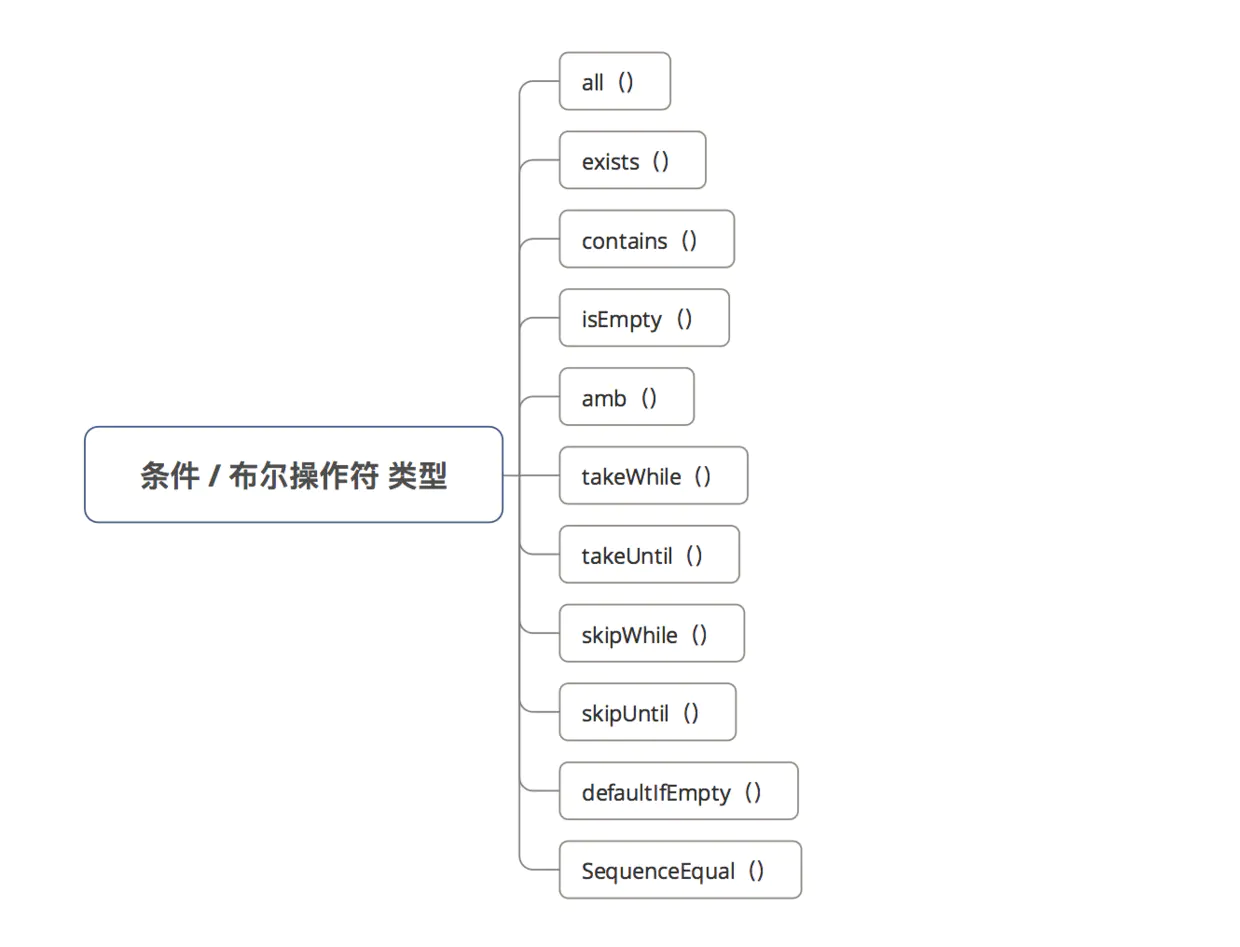 all（）
exists（）
contains（）
isEmpty（）
amb（）
条件 / 布尔操作符 类型
takeWhile（）
takeUntil（）
skipWhile（）
skipUntil（）
defaultIfEmpty（）
SequenceEqual（）